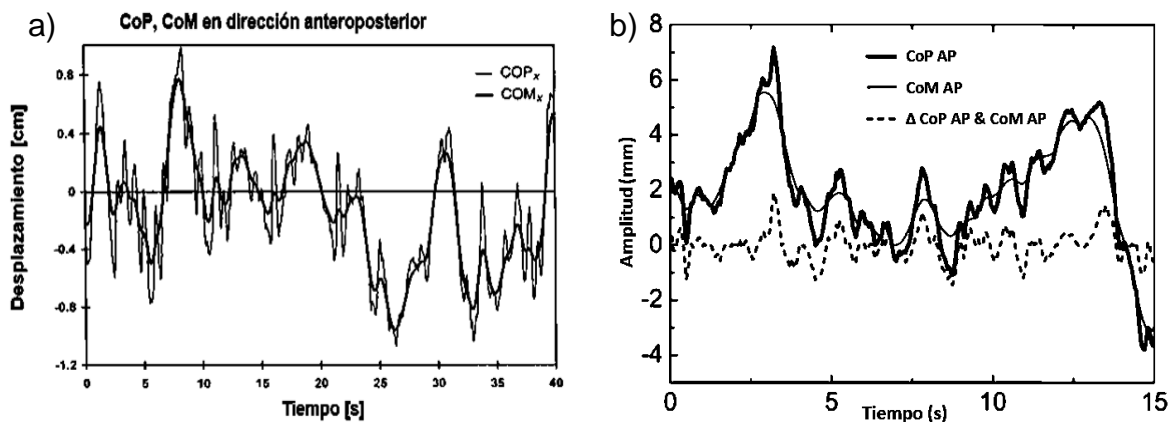 a)
CoP, CoM en dirección anteroposterior
COPx
COMx
Desplazamiento [cm]
0.8
0.4
0
-0.4
-0.8
-1.2
0 5 10 15 20 25 30 35 40
Tiempo [s]
b)
CoP AP
CoM AP
Δ CoP AP & CoM AP
Amplitud (mm)
8
6
4
2
0
-2
-4
0 5 10 15
Tiempo (s)